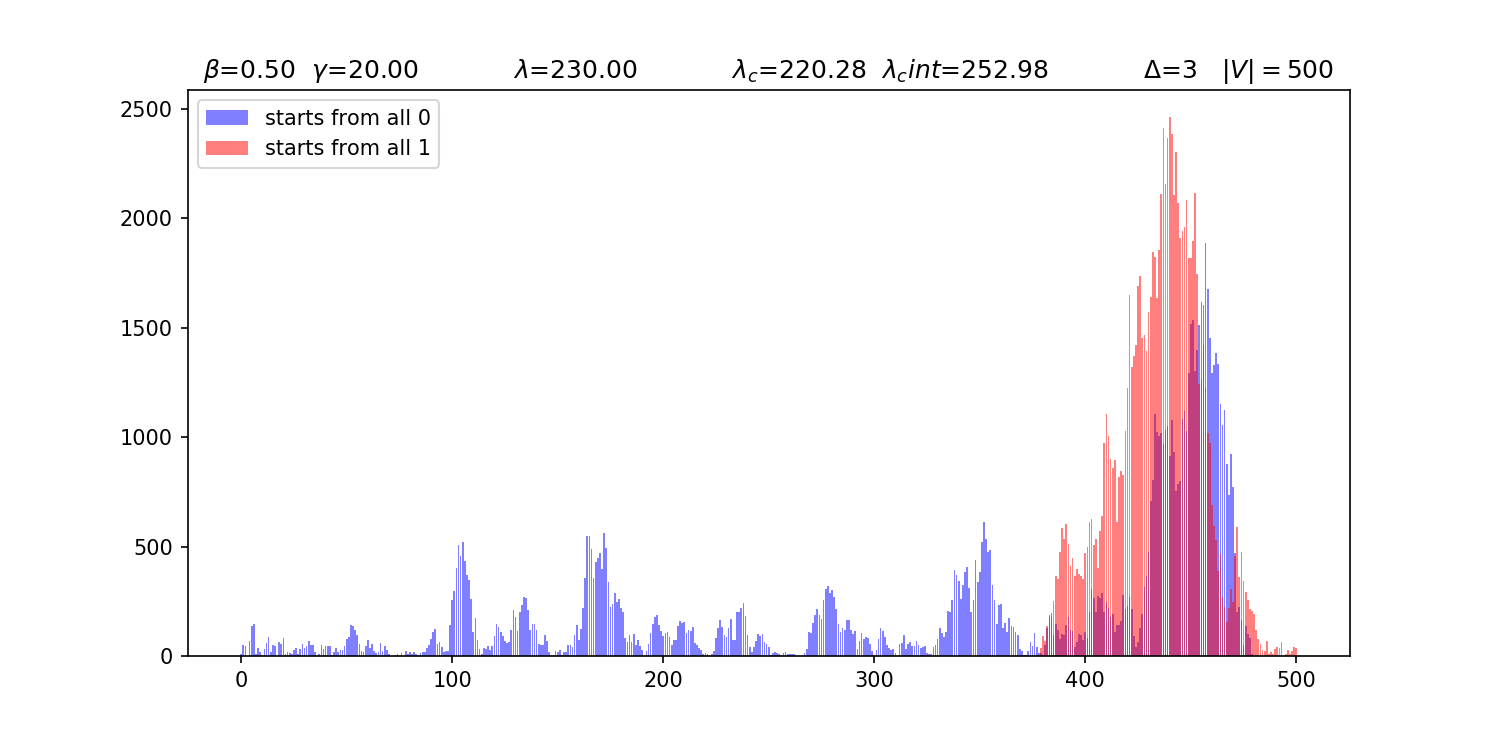 β=0.50 γ=20.00 λ=230.00 λc=220.28 λcint=252.98 Δ=3 |V| = 500
starts from all 0
starts from all 1
2500
2000
1500
1000
500
0
0 100 200 300 400 500